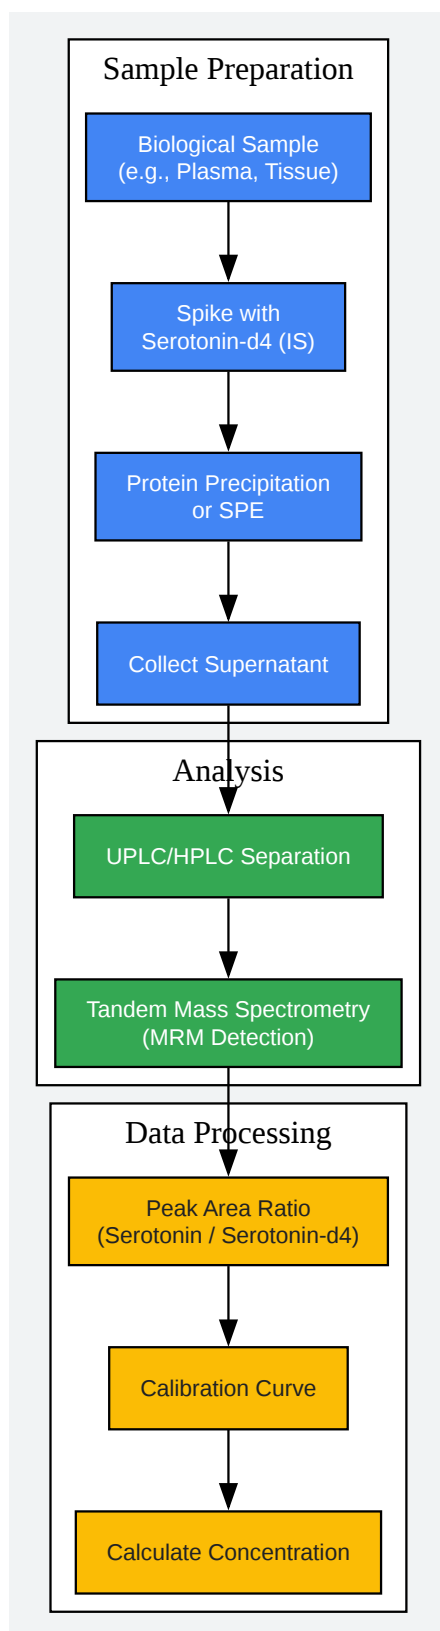 Sample Preparation
Biological Sample
(e.g., Plasma, Tissue)
Spike with
Serotonin-d4 (IS)
Protein Precipitation
or SPE
Collect Supernatant
Analysis
UPLC/HPLC Separation
Tandem Mass Spectrometry
(MRM Detection)
Data Processing
Peak Area Ratio
(Serotonin / Serotonin-d4)
Calibration Curve
Calculate Concentration